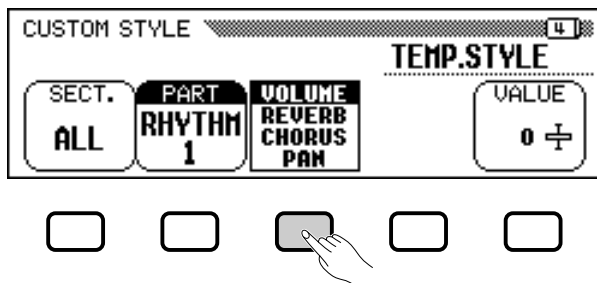 CUSTOM STYLE 4
TEMP.STYLE
SECT.
ALL
PART
RHYTHM
1
VOLUME
REVERB
CHORUS
PAN
VALUE
0